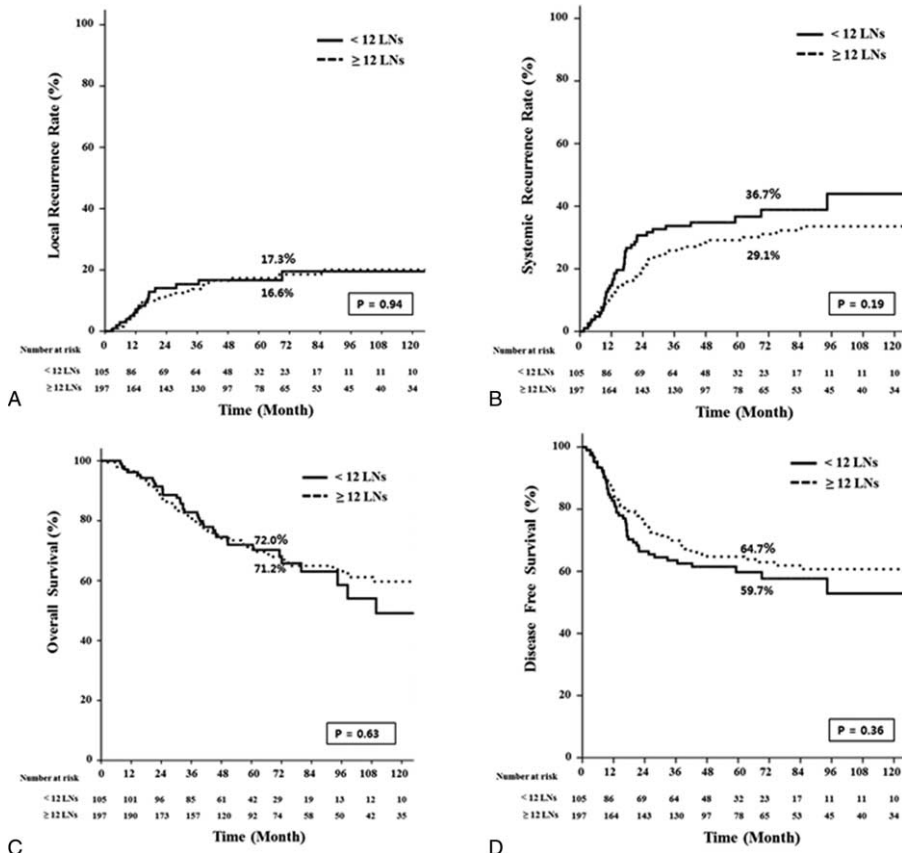 100
80
60
40
20
0
Local Recurrence Rate (%)
< 12 LNs
≥ 12 LNs
17.3%
16.6%
P = 0.94
0 12 24 36 48 60 72 84 96 108 120
Number at risk
< 12 LNs 105 86 69 64 48 32 23 17 11 11 10
≥ 12 LNs 197 164 143 130 97 78 65 53 45 40 34
Time (Month)
A
100
80
60
40
20
0
Systemic Recurrence Rate (%)
< 12 LNs
≥ 12 LNs
36.7%
29.1%
P = 0.19
0 12 24 36 48 60 72 84 96 108 120
Number at risk
< 12 LNs 105 86 69 64 48 32 23 17 11 11 10
≥ 12 LNs 197 164 143 130 97 78 65 53 45 40 34
Time (Month)
B
100
80
60
40
20
0
Overall Survival (%)
< 12 LNs
≥ 12 LNs
72.0%
71.2%
P = 0.63
0 12 24 36 48 60 72 84 96 108 120
Number at risk
< 12 LNs 105 101 96 85 61 42 29 19 13 12 10
≥ 12 LNs 197 190 173 157 120 92 74 58 50 42 35
Time (Month)
C
100
80
60
40
20
0
Disease Free Survival (%)
< 12 LNs
≥ 12 LNs
64.7%
59.7%
P = 0.36
0 12 24 36 48 60 72 84 96 108 120
Number at risk
< 12 LNs 105 86 69 64 48 32 23 17 11 11 10
≥ 12 LNs 197 164 143 130 97 78 65 53 45 40 34
Time (Month)
D